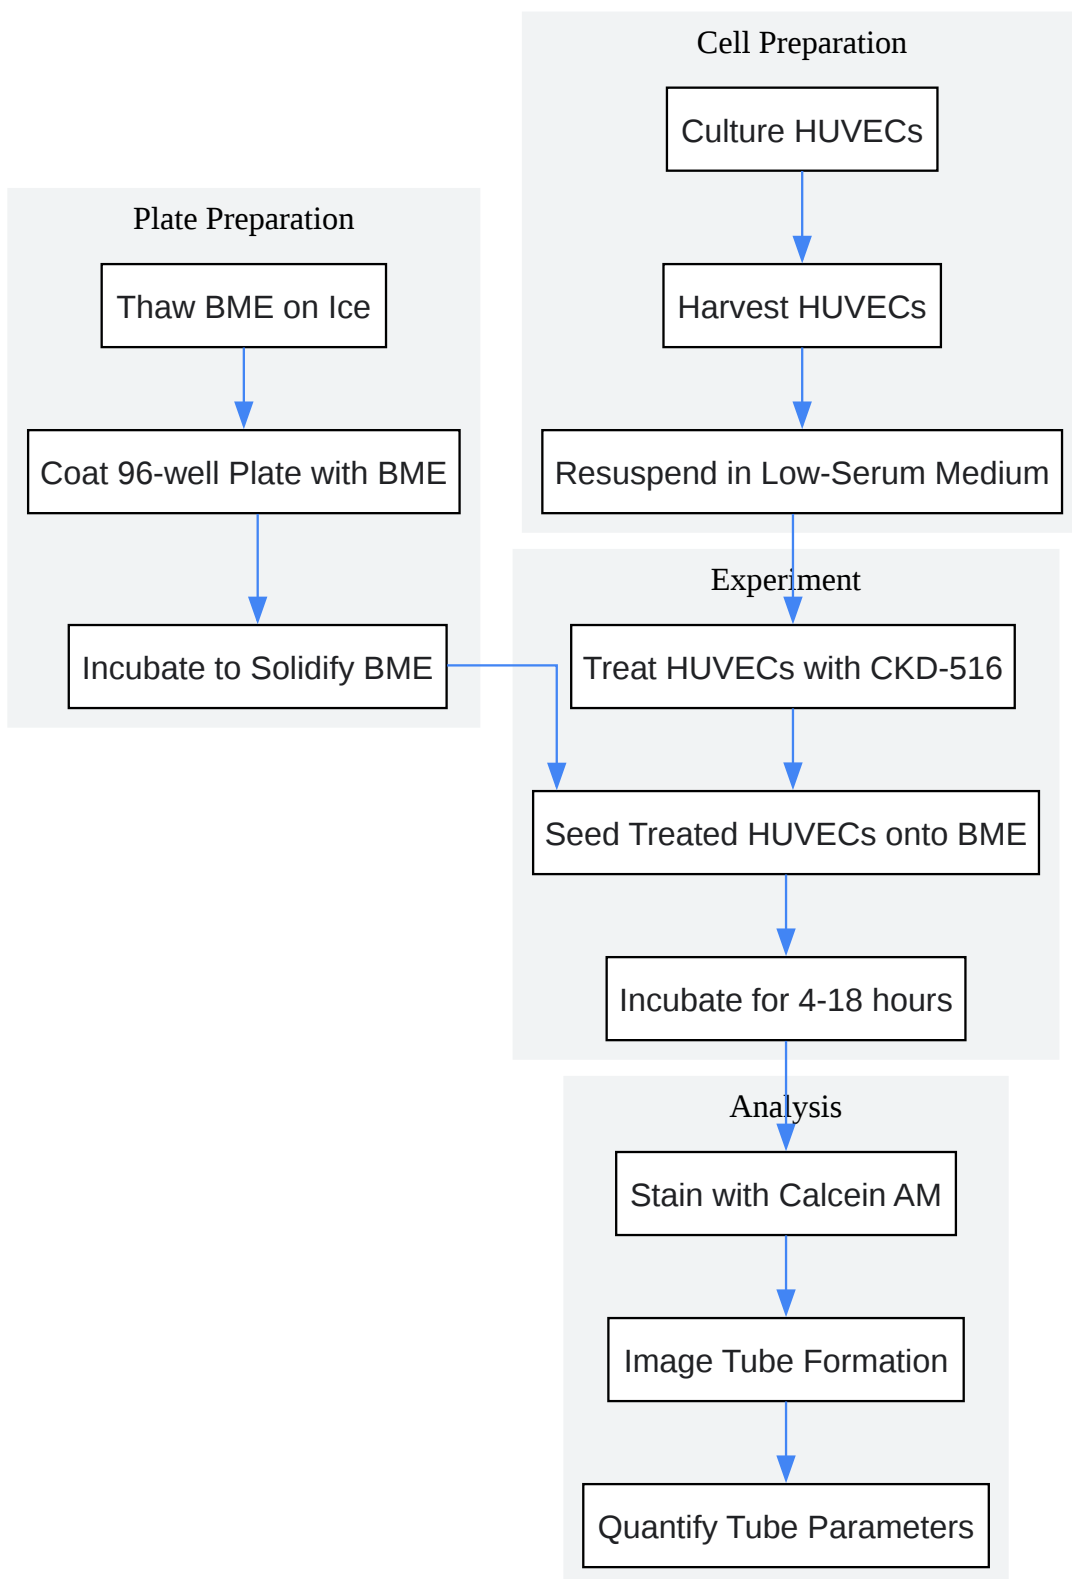 Cell Preparation
Culture HUVECs
Harvest HUVECs
Resuspend in Low-Serum Medium
Plate Preparation
Thaw BME on Ice
Coat 96-well Plate with BME
Incubate to Solidify BME
Experiment
Treat HUVECs with CKD-516
Seed Treated HUVECs onto BME
Incubate for 4-18 hours
Analysis
Stain with Calcein AM
Image Tube Formation
Quantify Tube Parameters